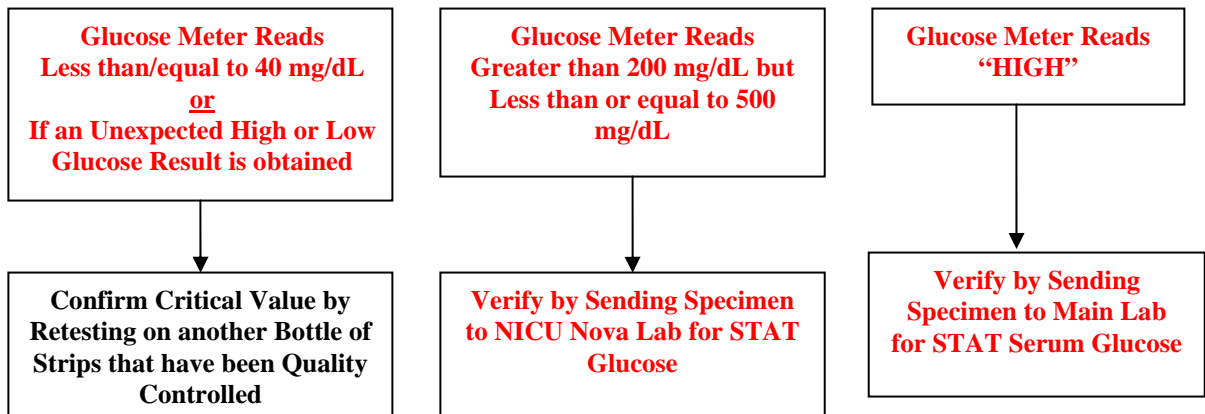 Glucose Meter Reads
Less than/equal to 40 mg/dL
or
If an Unexpected High or Low
Glucose Result is obtained
Glucose Meter Reads
Greater than 200 mg/dL but
Less than or equal to 500
mg/dL
Glucose Meter Reads
“HIGH”
Confirm Critical Value by
Retesting on another Bottle of
Strips that have been Quality
Controlled
Verify by Sending Specimen
to NICU Nova Lab for STAT
Glucose
Verify by Sending
Specimen to Main Lab
for STAT Serum Glucose